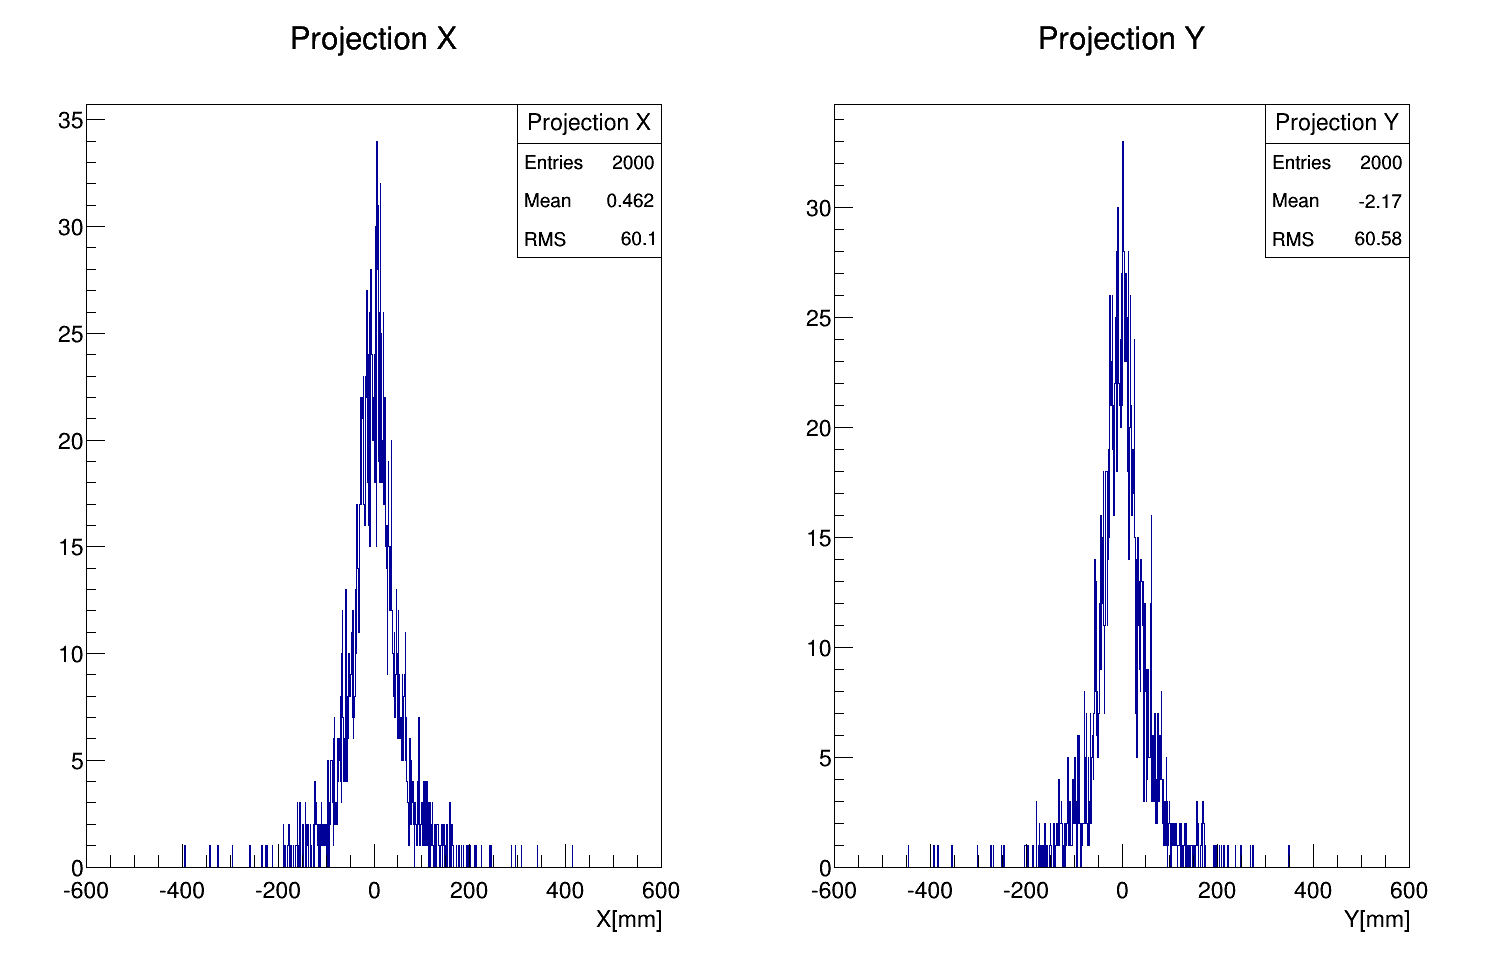 Projection X
35
30
25
20
15
10
5
0
-600 -400 -200 0 200 400 600
X[mm]
Projection X
Entries 2000
Mean 0.462
RMS 60.1
Projection Y
30
25
20
15
10
5
0
-600 -400 -200 0 200 400 600
Y[mm]
Projection Y
Entries 2000
Mean -2.17
RMS 60.58